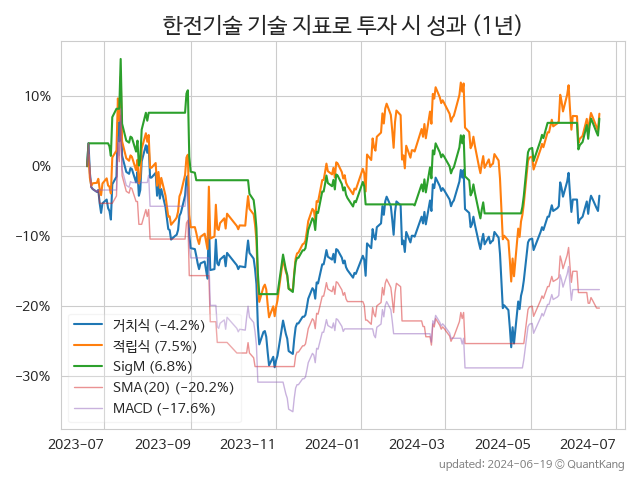 한전기술 기술 지표로 투자 시 성과 (1년)
10%
0%
−10%
−20%
−30%
거치식 (−4.2%)
적립식 (7.5%)
SigM (6.8%)
SMA(20) (−20.2%)
MACD (−17.6%)
2023-07
2023-09
2023-11
2024-01
2024-03
2024-05
2024-07
updated: 2024-06-19 © QuantKang